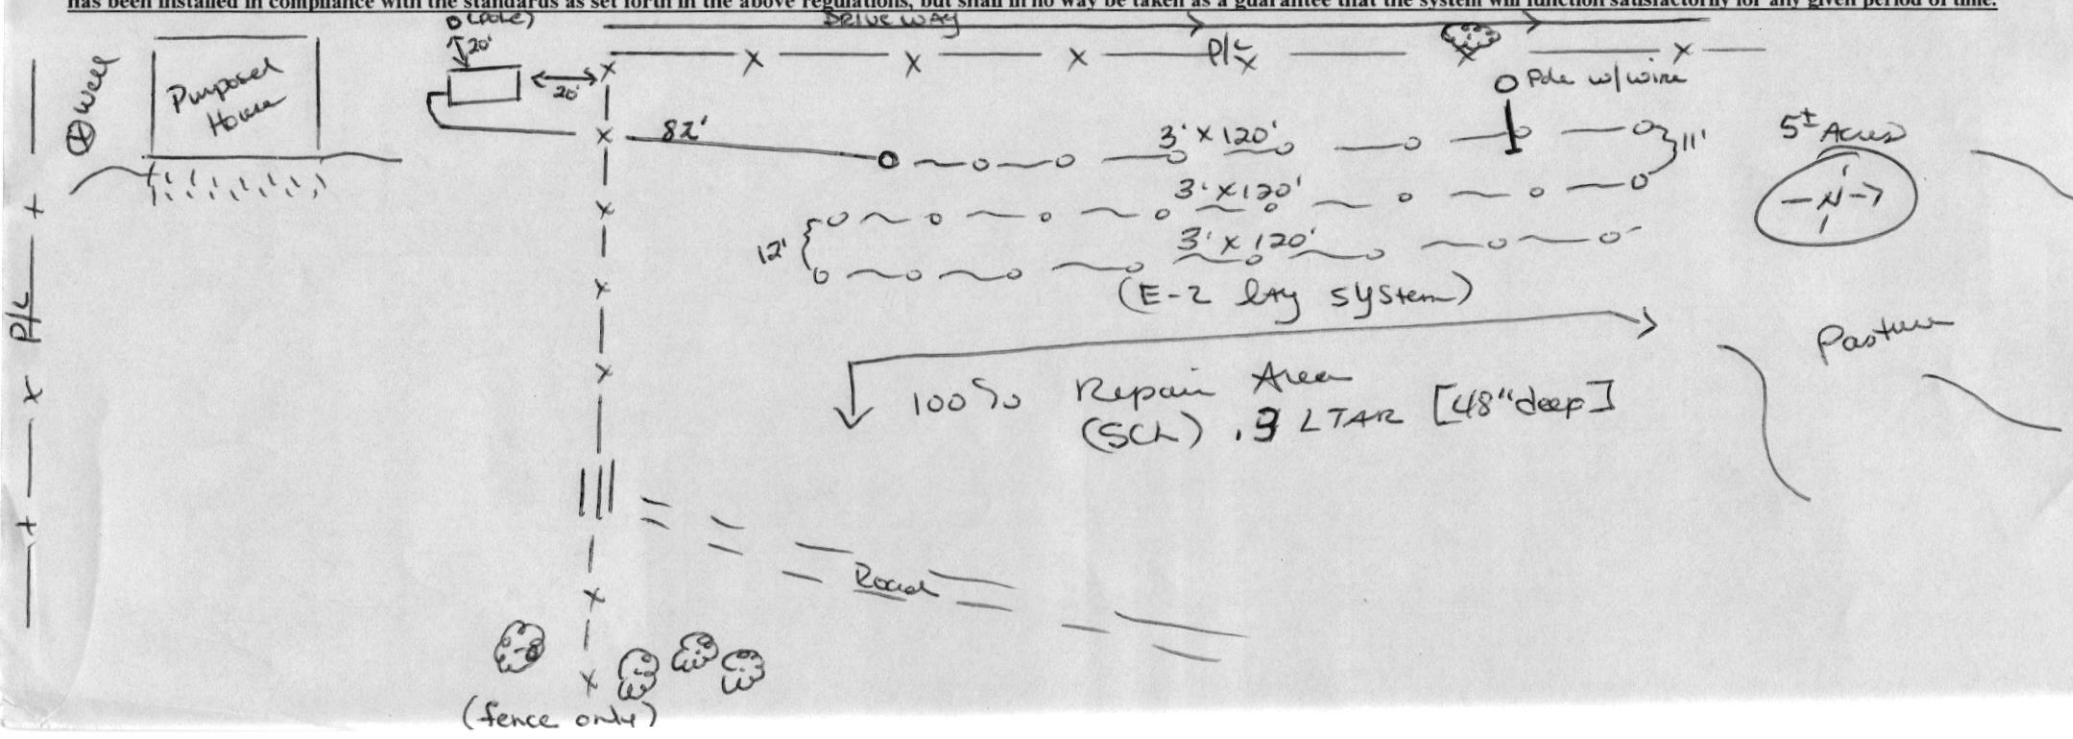 has been installed in compliance with the standards as set forth in the above regulations, but shall in no way be taken as a guarantee that the system will function satisfactorily for any given period of time.
(pole)
DRIVEWAY
20'
P/L
well
Purposed
House
20'
Pole w/wire
82'
3' x 120'
11'
5± Acres
N
3' x 120'
12'
3' x 120'
(E-Z lay system)
P/L
Pasture
100% Repair Area
(SCL) .3 LTAR [48" deep]
Road
(fence only)